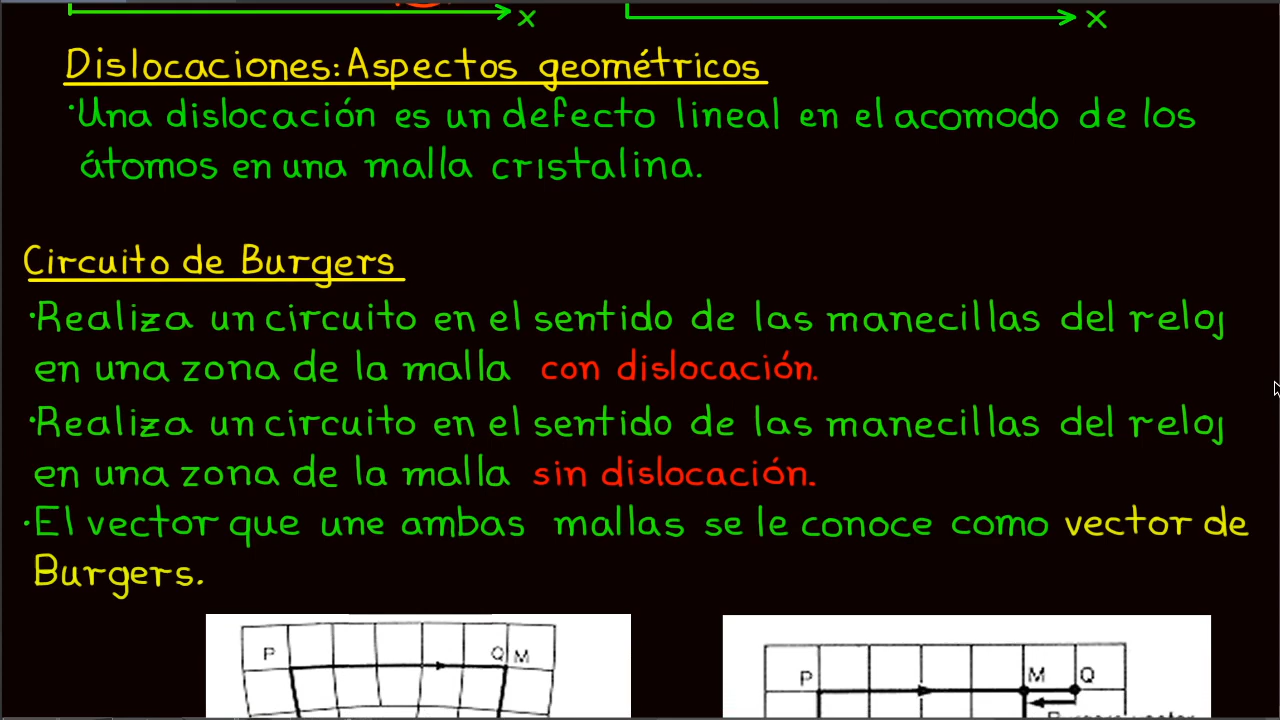 x x
Dislocaciones: Aspectos geométricos
·Una dislocación es un defecto lineal en el acomodo de los
átomos en una malla cristalina.
Circuito de Burgers
·Realiza un circuito en el sentido de las manecillas del reloj
en una zona de la malla con dislocación.
·Realiza un circuito en el sentido de las manecillas del reloj
en una zona de la malla sin dislocación.
·El vector que une ambas mallas se le conoce como vector de
Burgers.
P Q M
P M Q